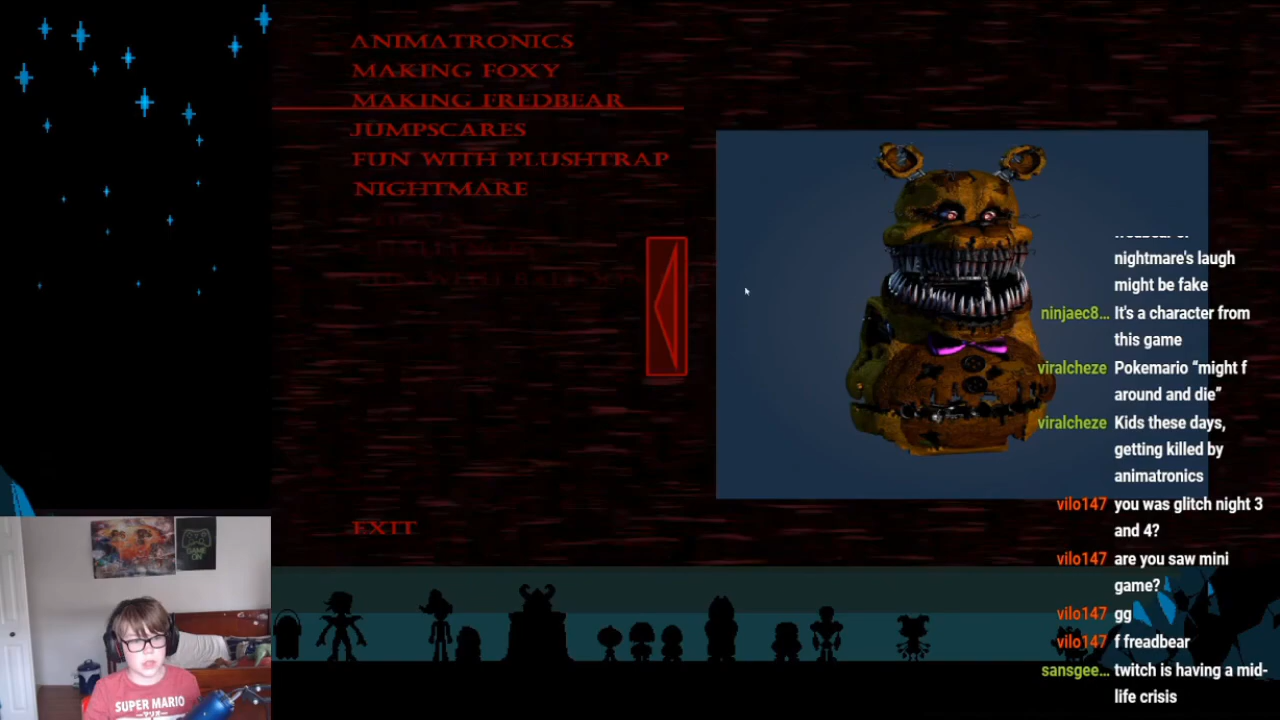 ANIMATRONICS
MAKING FOXY
MAKING FREDBEAR
JUMPSCARES
FUN WITH PLUSHTRAP
NIGHTMARE
EXIT
nightmare's laugh
might be fake
ninjaec8... It's a character from
this game
viralcheze Pokemario “might f
around and die”
viralcheze Kids these days,
getting killed by
animatronics
vilo147 you was glitch night 3
and 4?
vilo147 are you saw mini
game?
vilo147 gg
vilo147 f freadbear
sansgee... twitch is having a mid-
life crisis
GAME
ON
SUPER MARIO